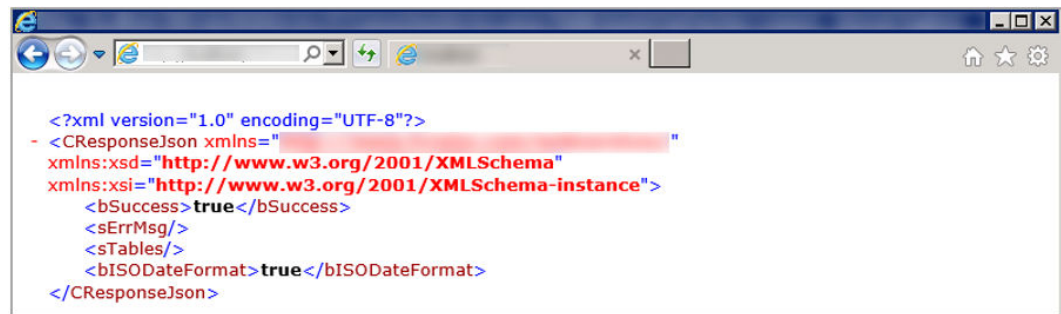 <?xml version="1.0" encoding="UTF-8"?>
- <CResponseJson xmlns=" "
xmlns:xsd="http://www.w3.org/2001/XMLSchema"
xmlns:xsi="http://www.w3.org/2001/XMLSchema-instance">
<bSuccess>true</bSuccess>
<sErrMsg/>
<sTables/>
<bISODateFormat>true</bISODateFormat>
</CResponseJson>